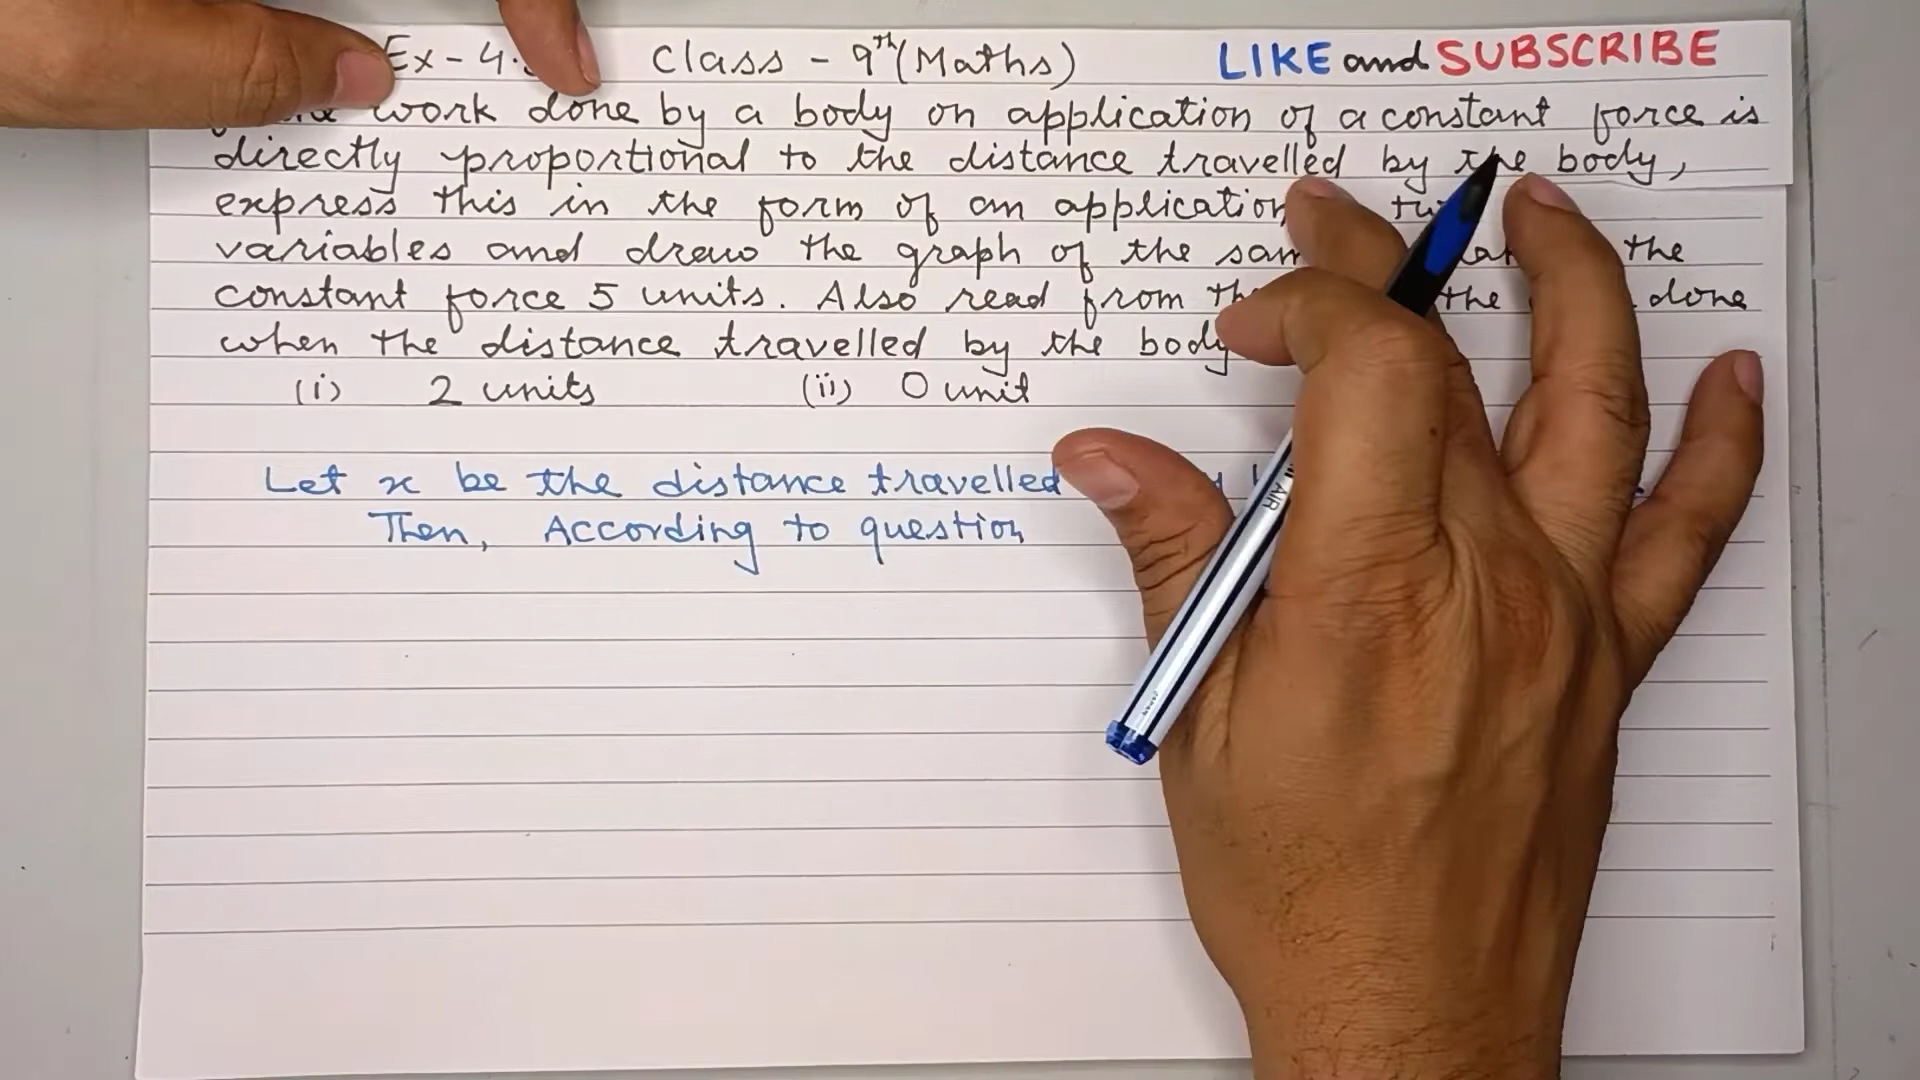 Ex - 4. Class - 9th (Maths) LIKE and SUBSCRIBE
work done by a body on application of a constant force is
directly proportional to the distance travelled by the body,
express this in the form of an application
variables and draw the graph of the the
constant force 5 units. Also read from the done
when the distance travelled by the body
(i) 2 units (ii) 0 unit
Let x be the distance travelled
Then, According to question
AIR